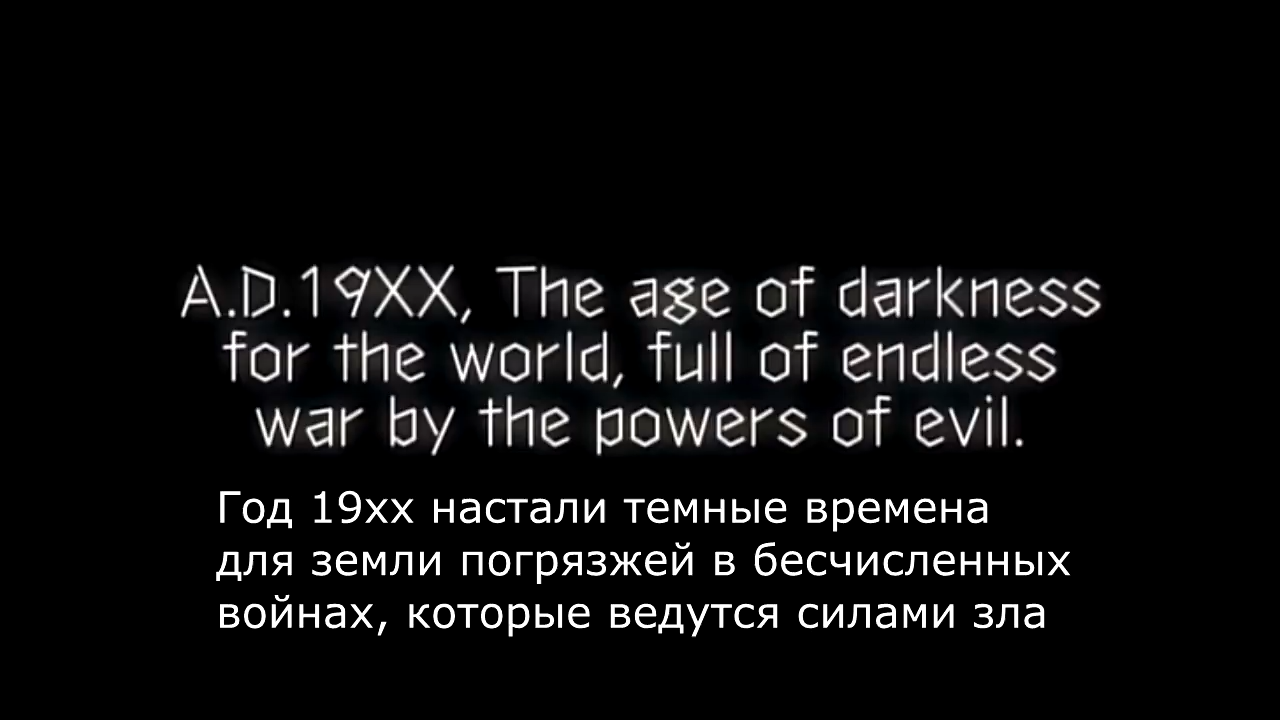 A.D.19XX, The age of darkness
for the world, full of endless
war by the powers of evil.
Год 19xx настали темные времена
для земли погрязжей в бесчисленных
войнах, которые ведутся силами зла